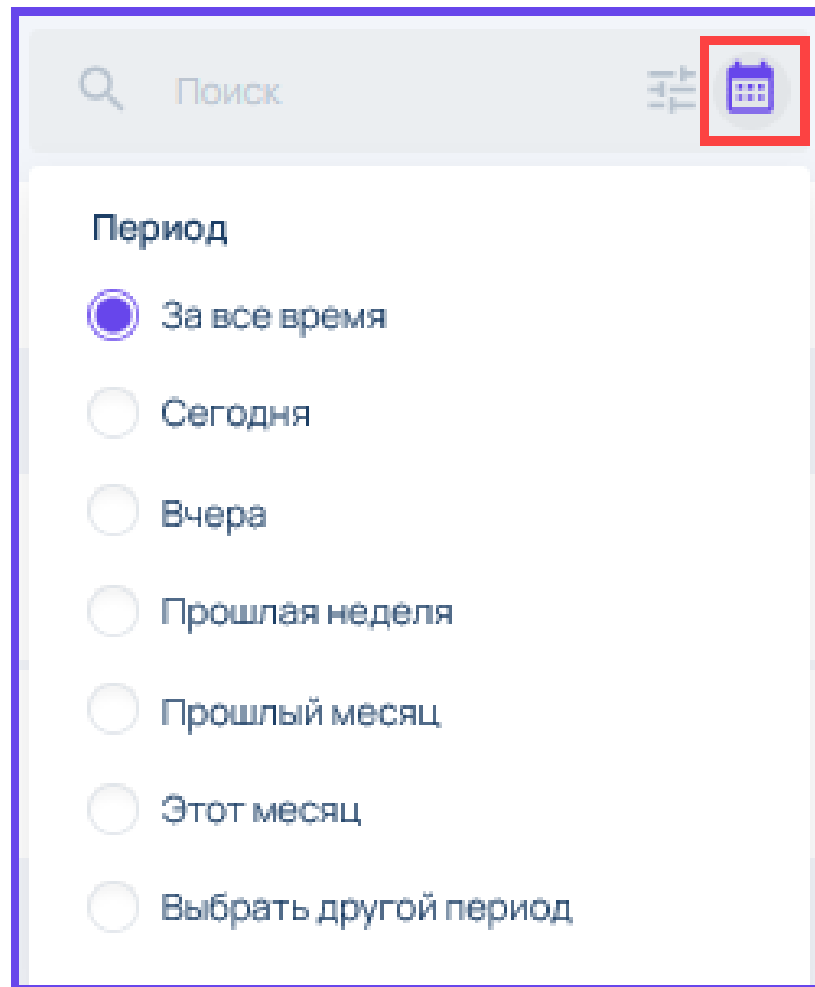 Поиск
Период
За все время
Сегодня
Вчера
Прошлая неделя
Прошлый месяц
Этот месяц
Выбрать другой период